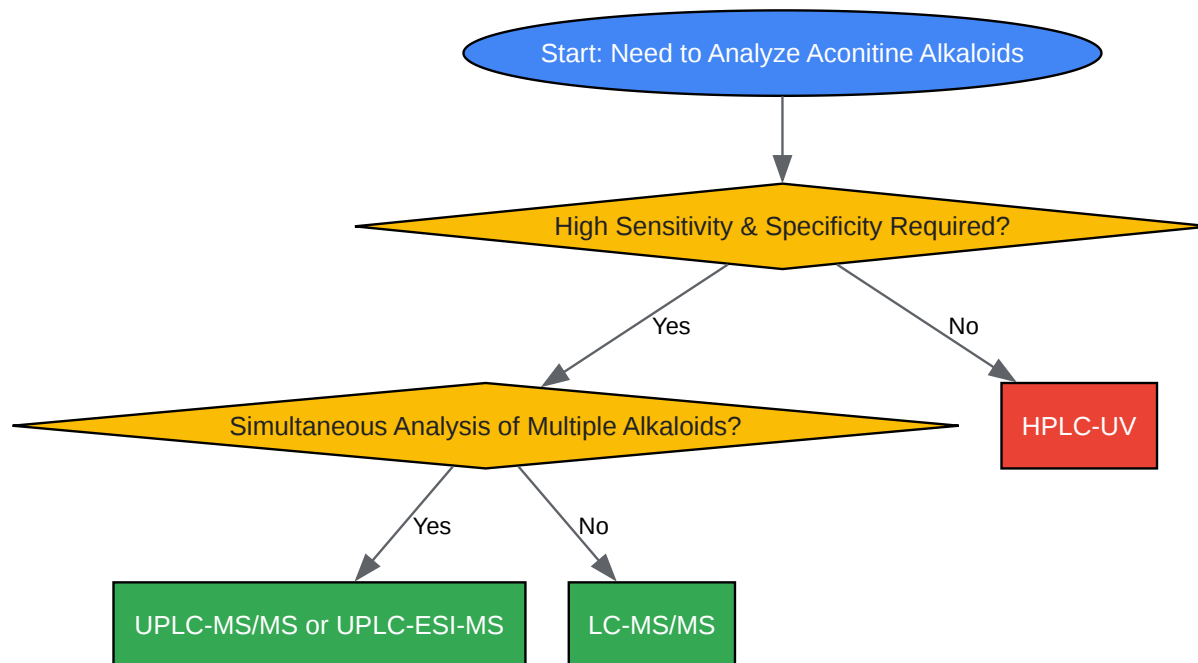 Start: Need to Analyze Aconitine Alkaloids
High Sensitivity & Specificity Required?
Yes
No
Simultaneous Analysis of Multiple Alkaloids?
HPLC-UV
Yes
No
UPLC-MS/MS or UPLC-ESI-MS
LC-MS/MS